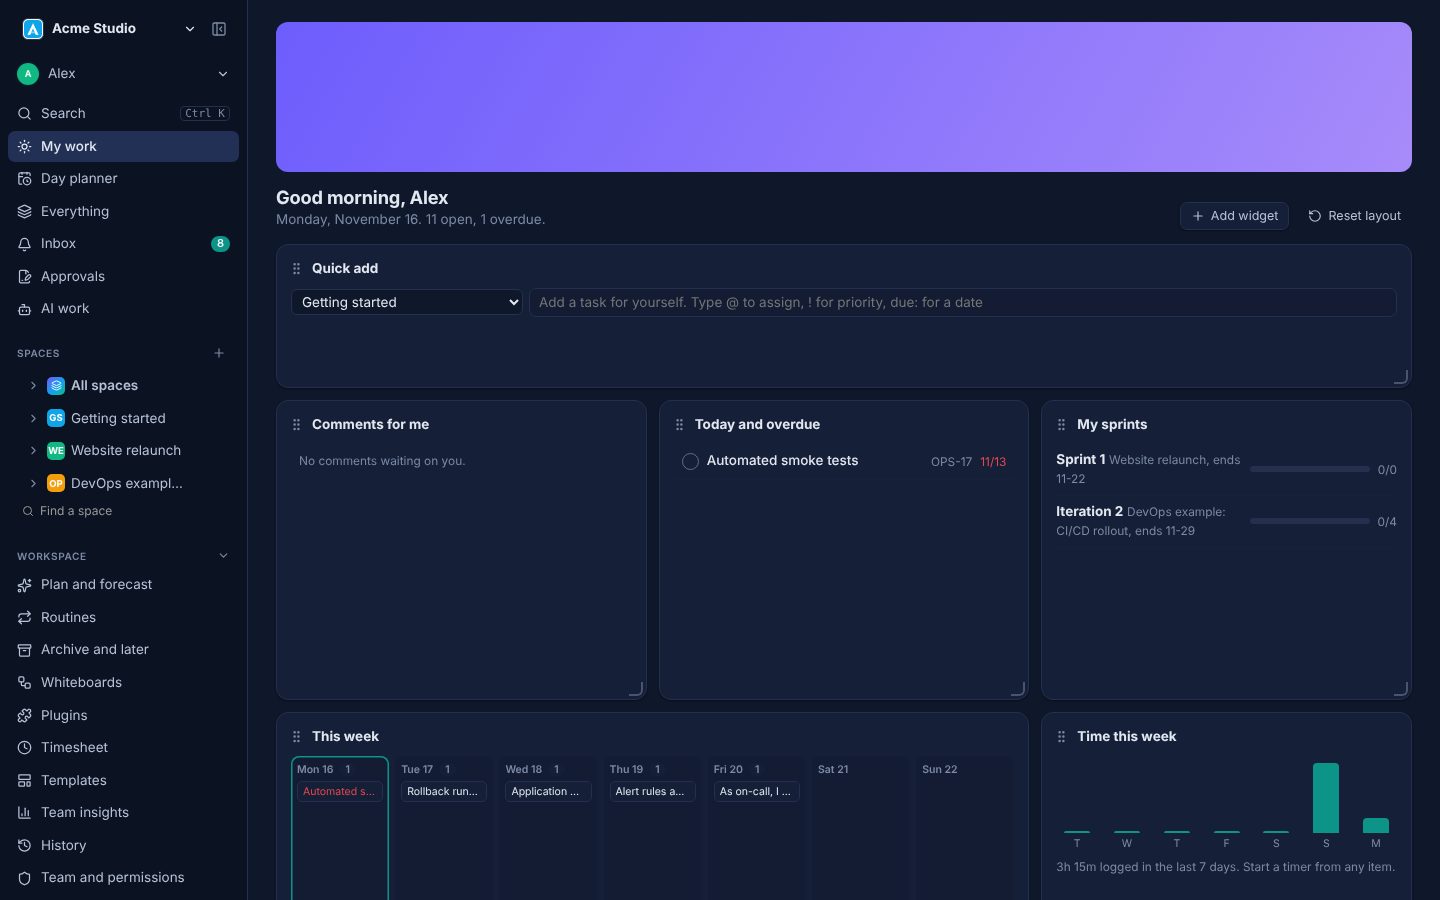 Acme Studio
A
Alex
Search
Ctrl K
My work
Day planner
Everything
Inbox
8
Approvals
AI work
SPACES
All spaces
GS
Getting started
WE
Website relaunch
OP
DevOps exampl...
Find a space
WORKSPACE
Plan and forecast
Routines
Archive and later
Whiteboards
Plugins
Timesheet
Templates
Team insights
History
Team and permissions
Good morning, Alex
Monday, November 16. 11 open, 1 overdue.
Add widget
Reset layout
Quick add
Getting started
Add a task for yourself. Type @ to assign, ! for priority, due: for a date
Comments for me
No comments waiting on you.
Today and overdue
Automated smoke tests
OPS-17 11/13
My sprints
Sprint 1 Website relaunch, ends
11-22
0/0
Iteration 2 DevOps example:
CI/CD rollout, ends 11-29
0/4
This week
Mon 16 1
Automated s...
Tue 17 1
Rollback run...
Wed 18 1
Application ...
Thu 19 1
Alert rules a...
Fri 20 1
As on-call, I ...
Sat 21
Sun 22
Time this week
T W T F S S M
3h 15m logged in the last 7 days. Start a timer from any item.